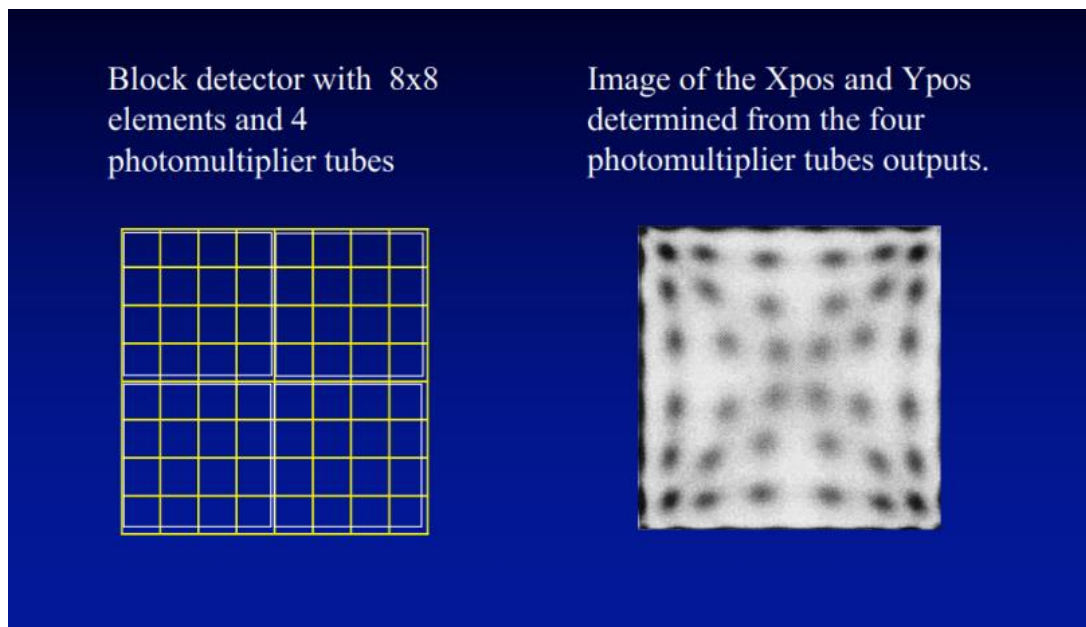 Block detector with 8x8
elements and 4
photomultiplier tubes
Image of the Xpos and Ypos
determined from the four
photomultiplier tubes outputs.